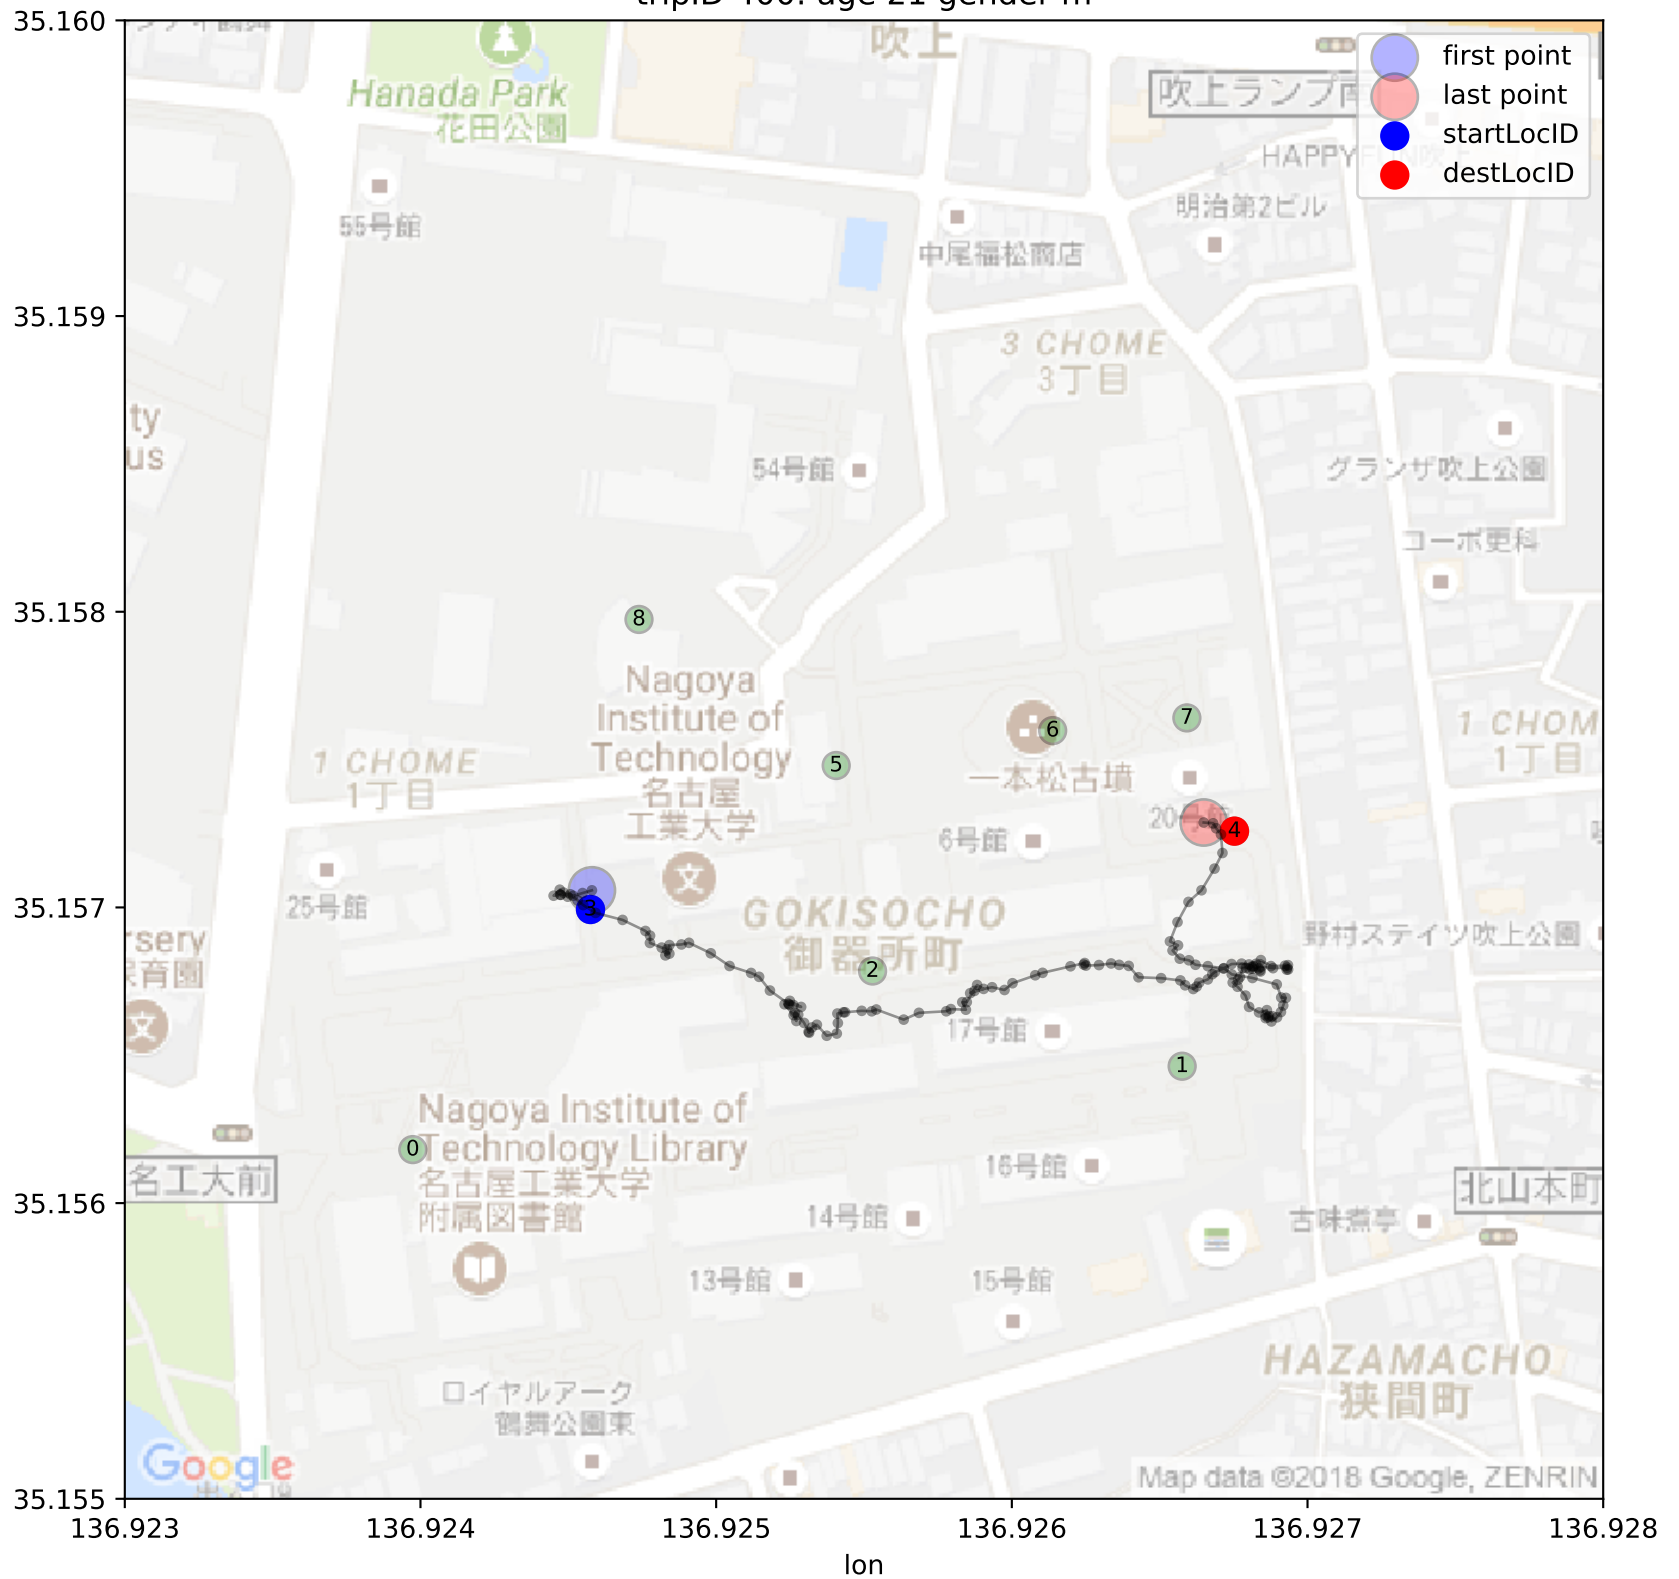 35.160
吹上
first point
last point
startLocID
destLocID
Hanada Park
花田公園
吹上ランプ南
HAPPY
55号館
明治第2ビル
中尾福松商店
35.159
3 CHOME
3丁目
ty
us
54号館
グランザ吹上公園
コーポ更科
35.158
8
Nagoya
Institute of
Technology
名古屋
工業大学
7
6
5
1 CHOME
1丁目
1 CHOM
1丁目
一本松古墳
20号館
4
6号館
25号館
3
35.157
GOKISOCHO
御器所町
2
野村ステイツ吹上公園
rsery
保育園
17号館
1
Nagoya Institute of
Technology Library
名古屋工業大学
附属図書館
0
名工大前
16号館
北山本町
35.156
14号館
古味煮亭
13号館
15号館
HAZAMACHO
狭間町
ロイヤルアーク
鶴舞公園東
Google
Map data ©2018 Google, ZENRIN
35.155
136.923
136.924
136.925
136.926
136.927
136.928
lon